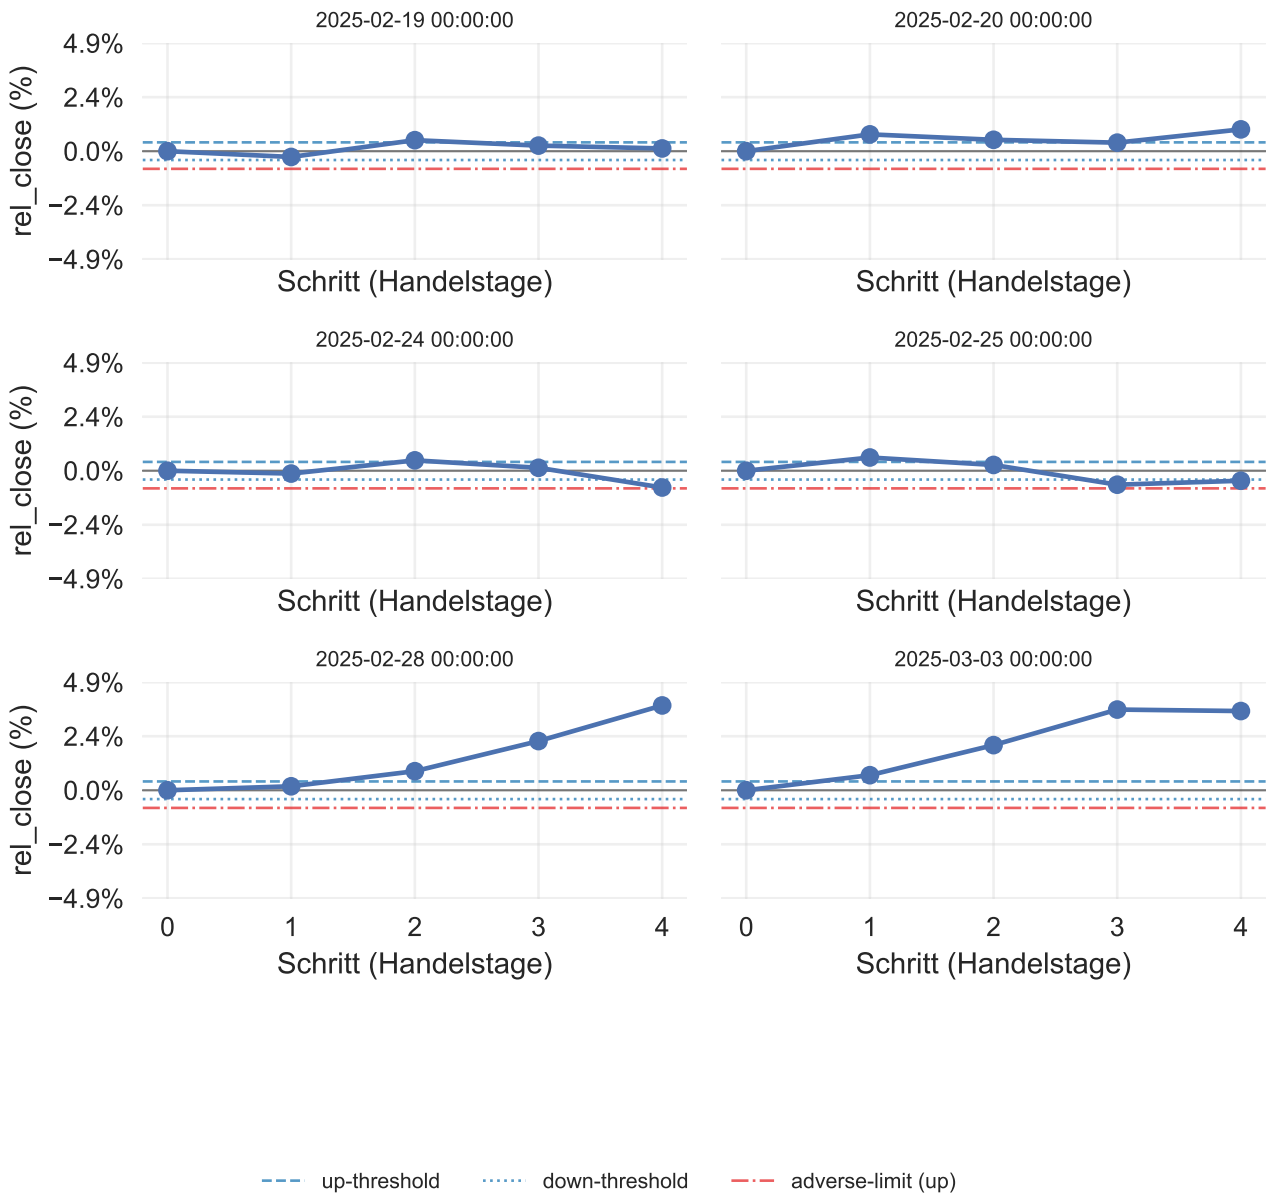 2025-02-19 00:00:00
2025-02-20 00:00:00
rel_close (%)
4.9%
2.4%
0.0%
−2.4%
−4.9%
Schritt (Handelstage)
Schritt (Handelstage)
2025-02-24 00:00:00
2025-02-25 00:00:00
rel_close (%)
4.9%
2.4%
0.0%
−2.4%
−4.9%
Schritt (Handelstage)
Schritt (Handelstage)
2025-02-28 00:00:00
2025-03-03 00:00:00
rel_close (%)
4.9%
2.4%
0.0%
−2.4%
−4.9%
0 1 2 3 4
0 1 2 3 4
Schritt (Handelstage)
Schritt (Handelstage)
up-threshold down-threshold adverse-limit (up)